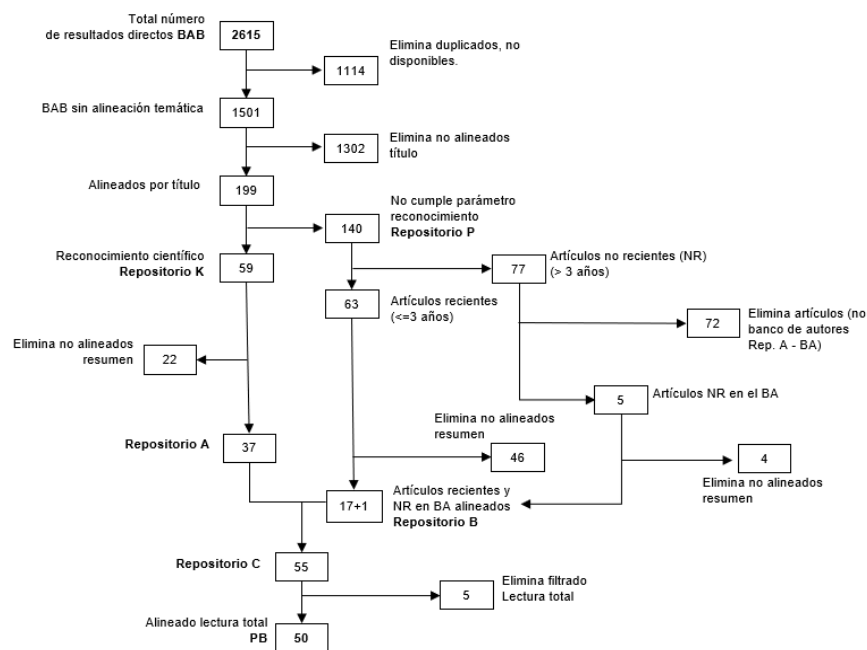 Total número
de resultados directos BAB
2615
Elimina duplicados, no
disponibles.
1114
BAB sin alineación temática
1501
Elimina no alineados
título
1302
Alineados por título
199
No cumple parámetro
reconocimiento
Repositorio P
140
Reconocimiento científico
Repositorio K
59
Artículos no recientes (NR)
(> 3 años)
77
63
Artículos recientes
(<=3 años)
72
Elimina artículos (no
banco de autores
Rep. A - BA)
Elimina no alineados
resumen
22
5
Artículos NR en el BA
Repositorio A
37
Elimina no alineados
resumen
46
4
Elimina no alineados
resumen
17+1
Artículos recientes y
NR en BA alineados
Repositorio B
Repositorio C
55
5
Elimina filtrado
Lectura total
Alineado lectura total
PB
50